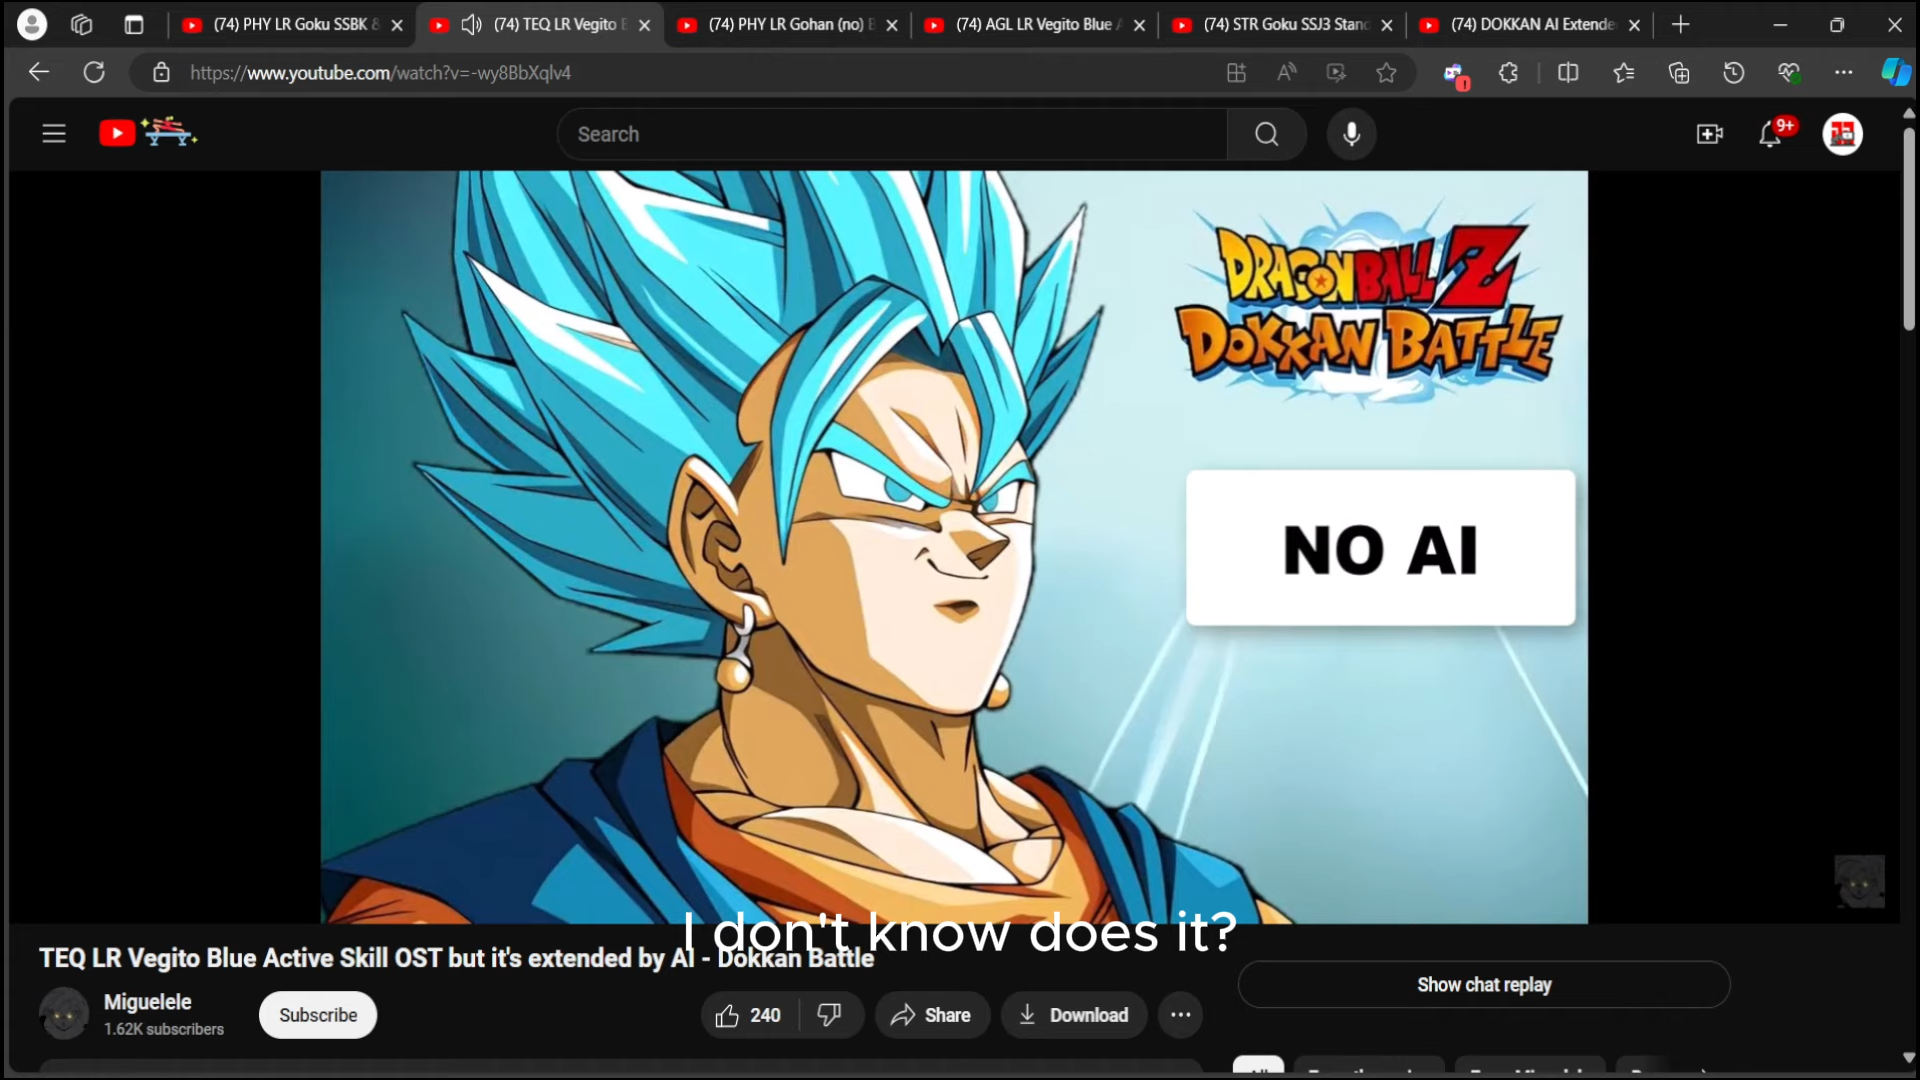 (74) PHY LR Goku SSBK &
(74) TEQ LR Vegito B
(74) PHY LR Gohan (no) E
(74) AGL LR Vegito Blue A
(74) STR Goku SSJ3 Stand
(74) DOKKAN AI Extende
https://www.youtube.com/watch?v=-wy8BbXqlv4
Search
9+
DRAGON BALL Z
DOKKAN BATTLE
NO AI
I don't know does it?
TEQ LR Vegito Blue Active Skill OST but it's extended by AI - Dokkan Battle
Miguelele
1.62K subscribers
Subscribe
240
Share
Download
Show chat replay